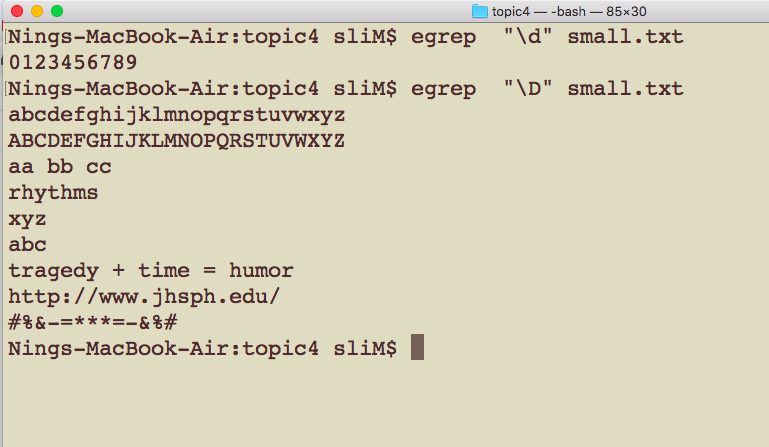 topic4 — -bash — 85×30
Nings-MacBook-Air:topic4 sliM$ egrep  "\d" small.txt
0123456789
Nings-MacBook-Air:topic4 sliM$ egrep  "\D" small.txt
abcdefghijklmnopqrstuvwxyz
ABCDEFGHIJKLMNOPQRSTUVWXYZ
aa bb cc
rhythms
xyz
abc
tragedy + time = humor
http://www.jhsph.edu/
#%&-=***=-&%#
Nings-MacBook-Air:topic4 sliM$